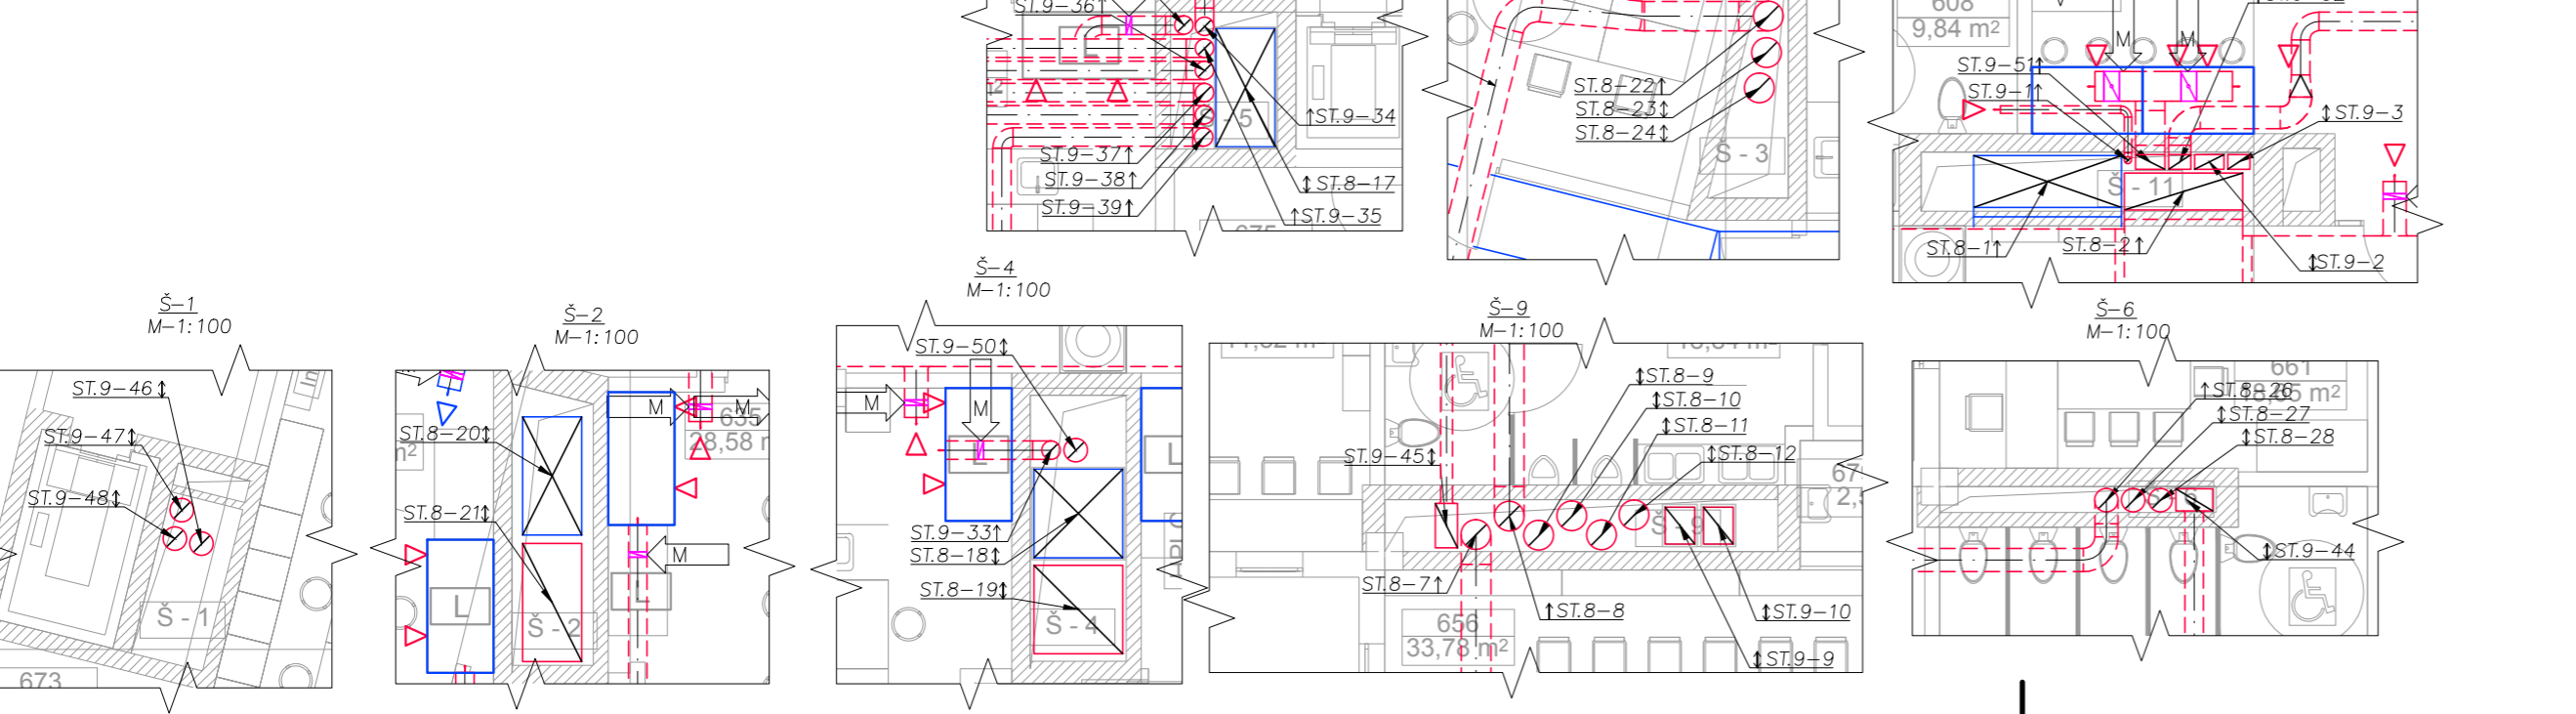 ST.9-36↑
L
Š - 5
↑ST.9-34
ST.9-37↑
ST.9-38↑
ST.9-39↑
↕ST.8-17
↑ST.9-35
ST.8-22↑
ST.8-23↕
ST.8-24↕
Š - 3
608
9,84 m²
M
M
ST.9-51↑
ST.9-1↑
↕ST.9-3
Š - 11
ST.8-1↑
ST.8-2↑
↕ST.9-2
Š-1
M-1:100
ST.9-46↕
ST.9-47↕
ST.9-48↕
Š - 1
673
Š-2
M-1:100
M
M
635
28,58 m
ST.8-20↕
ST.8-21↕
M
L
L
Š - 2
Š-4
M-1:100
ST.9-50↕
M
M
L
L
ST.9-33↑
ST.8-18↕
ST.8-19↕
Š - 4
Š-9
M-1:100
↕ST.8-9
↕ST.8-10
↕ST.8-11
↕ST.8-12
ST.9-45↕
Š - 9
ST.8-7↑
↑ST.8-8
↕ST.9-10
↕ST.9-9
656
33,78 m²
Š-6
M-1:100
661
↑ST.8-26
↕ST.8-27
↕ST.8-28
↕ST.9-44